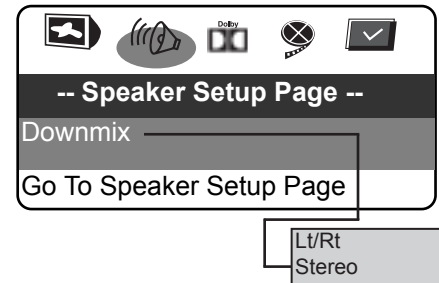 Dolby
-- Speaker Setup Page --
Downmix
Go To Speaker Setup Page
Lt/Rt
Stereo